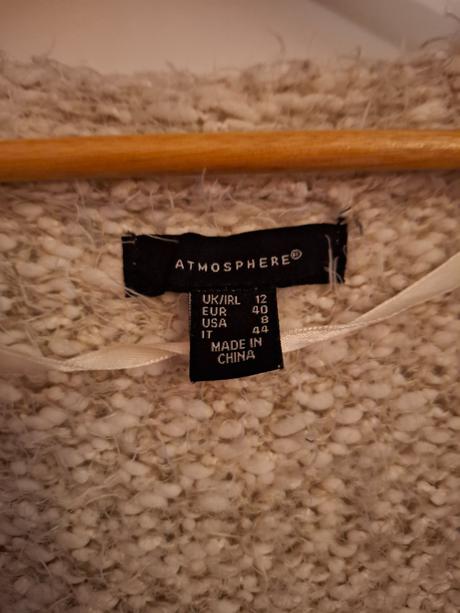 ATMOSPHERE®
UK/IRL 12
EUR 40
USA 8
IT 44
MADE IN
CHINA